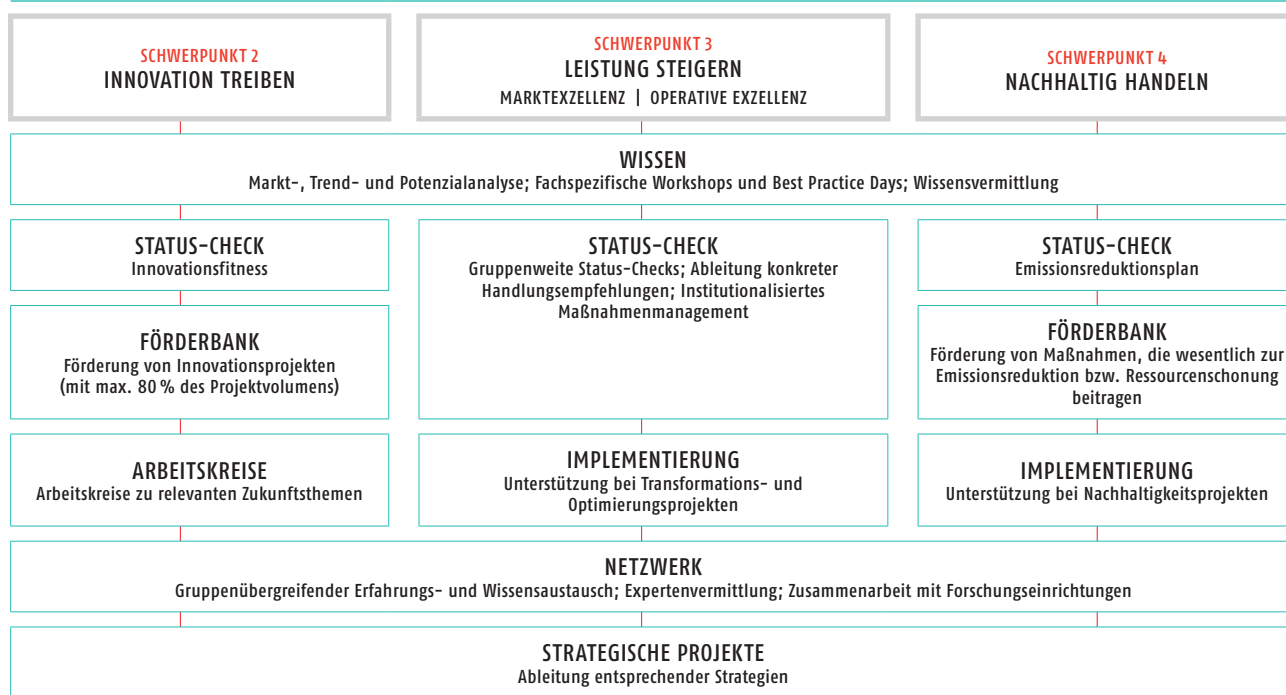 SCHWERPUNKT 2
INNOVATION TREIBEN
SCHWERPUNKT 3
LEISTUNG STEIGERN
MARKTEXZELLENZ | OPERATIVE EXZELLENZ
SCHWERPUNKT 4
NACHHALTIG HANDELN
WISSEN
Markt-, Trend- und Potenzialanalyse; Fachspezifische Workshops und Best Practice Days; Wissensvermittlung
STATUS-CHECK
Innovationsfitness
STATUS-CHECK
Gruppenweite Status-Checks; Ableitung konkreter
Handlungsempfehlungen; Institutionalisiertes
Maßnahmenmanagement
STATUS-CHECK
Emissionsreduktionsplan
FÖRDERBANK
Förderung von Innovationsprojekten
(mit max. 80 % des Projektvolumens)
FÖRDERBANK
Förderung von Maßnahmen, die wesentlich zur
Emissionsreduktion bzw. Ressourcenschonung
beitragen
ARBEITSKREISE
Arbeitskreise zu relevanten Zukunftsthemen
IMPLEMENTIERUNG
Unterstützung bei Transformations- und
Optimierungsprojekten
IMPLEMENTIERUNG
Unterstützung bei Nachhaltigkeitsprojekten
NETZWERK
Gruppenübergreifender Erfahrungs- und Wissensaustausch; Expertenvermittlung; Zusammenarbeit mit Forschungseinrichtungen
STRATEGISCHE PROJEKTE
Ableitung entsprechender Strategien